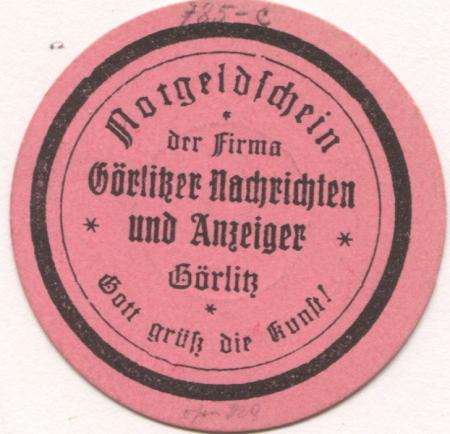 785-c
Notgeldschein
*
der Firma
Görlitzer Nachrichten
* und Anzeiger *
Görlitz
*
Gott grüß die Kunst!